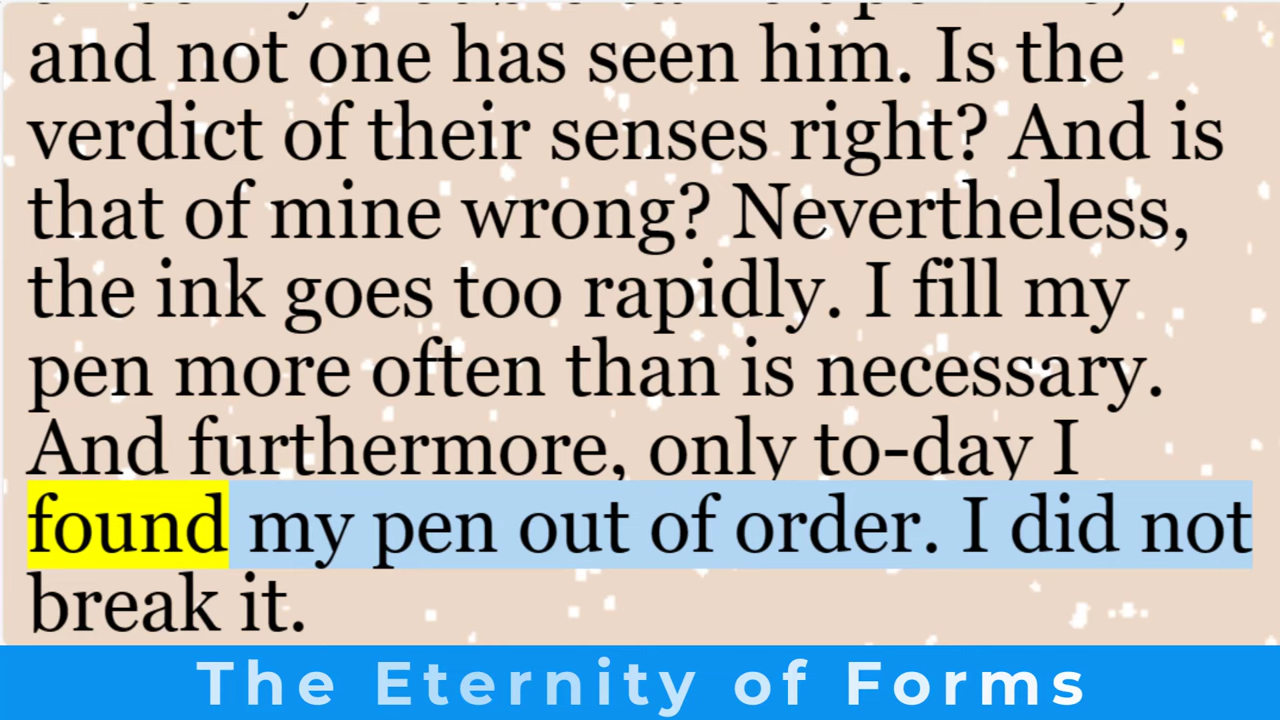 and not one has seen him. Is the
verdict of their senses right? And is
that of mine wrong? Nevertheless,
the ink goes too rapidly. I fill my
pen more often than is necessary.
And furthermore, only to-day I
found my pen out of order. I did not
break it.
The Eternity of Forms